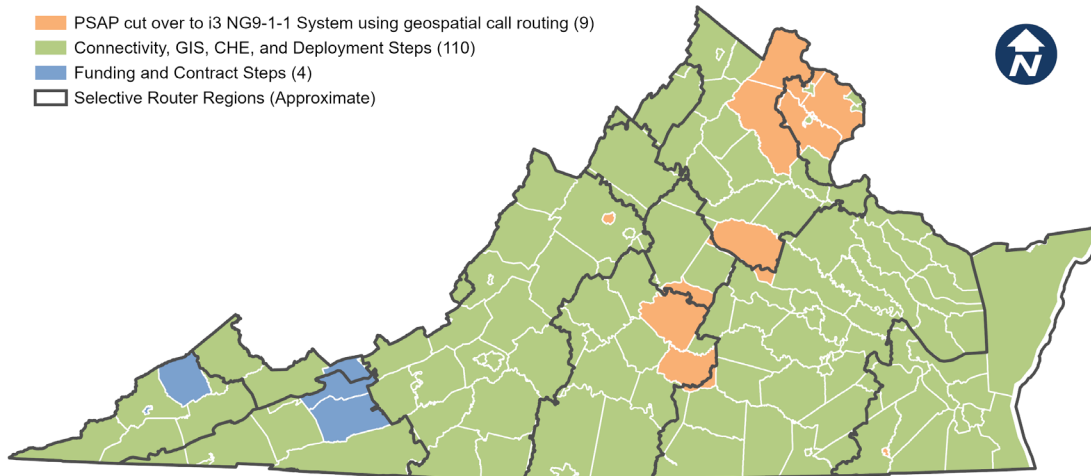 PSAP cut over to i3 NG9-1-1 System using geospatial call routing (9)
Connectivity, GIS, CHE, and Deployment Steps (110)
Funding and Contract Steps (4)
Selective Router Regions (Approximate)
N